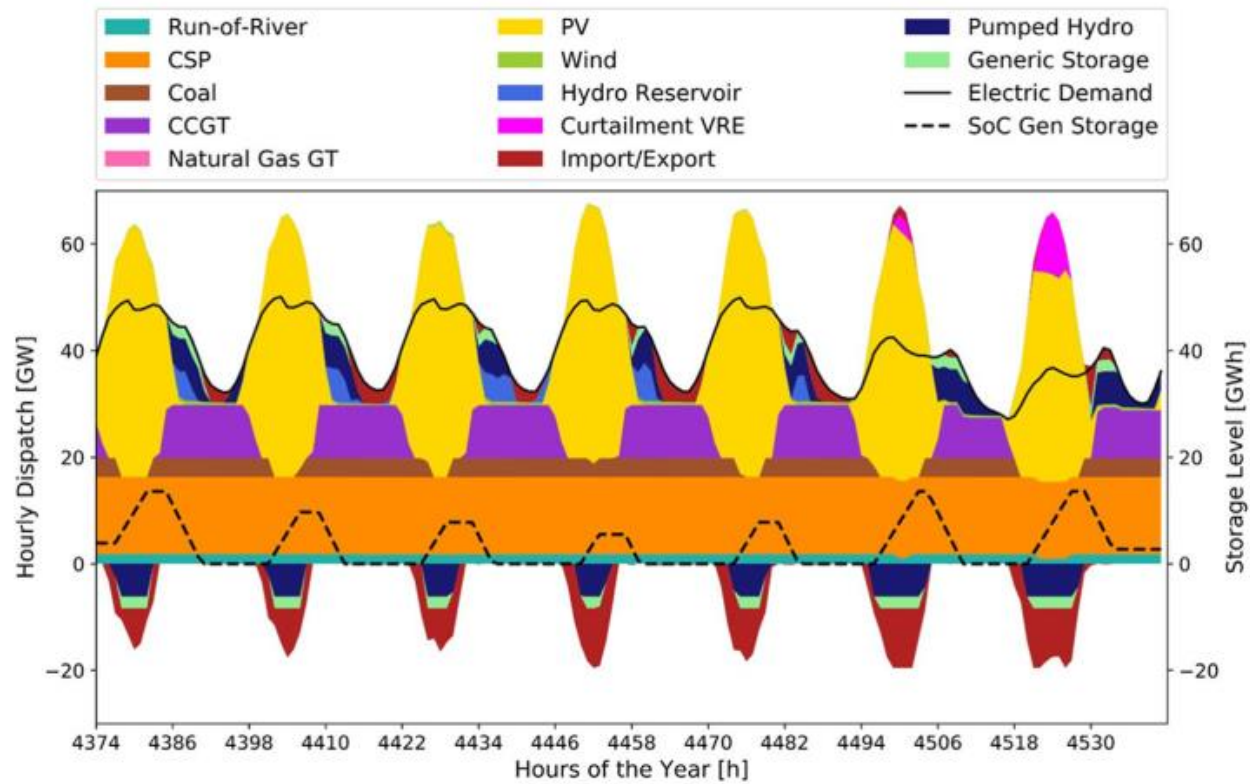 Run-of-River PV Pumped Hydro
CSP Wind Generic Storage
Coal Hydro Reservoir Electric Demand
CCGT Curtailment VRE SoC Gen Storage
Natural Gas GT Import/Export
Hourly Dispatch [GW]
60
40
20
0
−20
60
40
20
0
−20
Storage Level [GWh]
4374 4386 4398 4410 4422 4434 4446 4458 4470 4482 4494 4506 4518 4530
Hours of the Year [h]